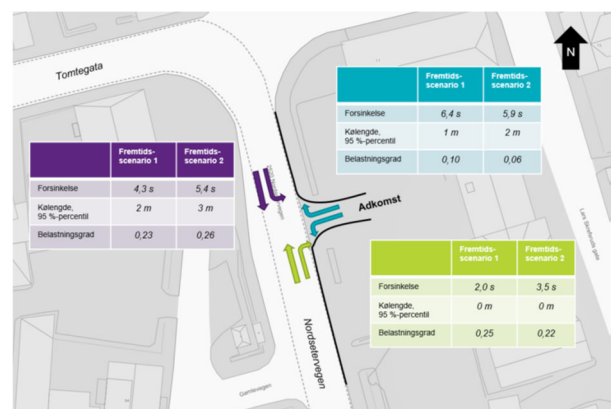 Tomtegata
N
Fremtids-
scenario 1
Fremtids-
scenario 2
Forsinkelse 6,4 s 5,9 s
Kølengde,
95 %-percentil 1 m 2 m
Belastningsgrad 0,10 0,06
Fremtids-
scenario 1
Fremtids-
scenario 2
Forsinkelse 4,3 s 5,4 s
Kølengde,
95 %-percentil 2 m 3 m
Belastningsgrad 0,23 0,26
Adkomst
Fremtids-
scenario 1
Fremtids-
scenario 2
Forsinkelse 2,0 s 3,5 s
Kølengde,
95 %-percentil 0 m 0 m
Belastningsgrad 0,25 0,22
Nordsetervegen
Gamlevegen